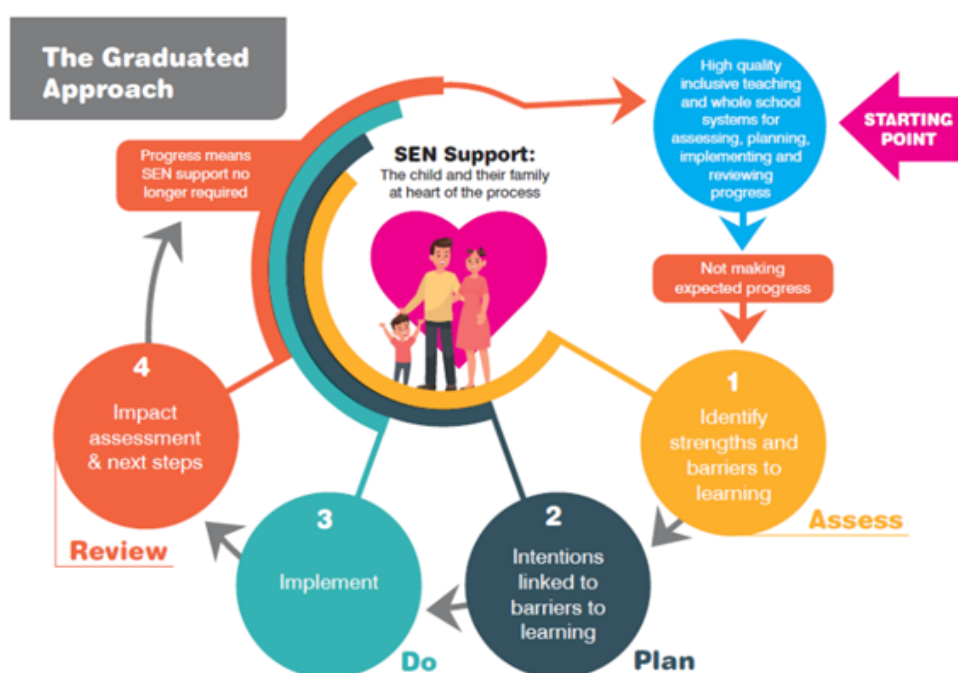 The Graduated
Approach
High quality
inclusive teaching
and whole school
systems for
assessing, planning,
implementing and
reviewing
progress
STARTING
POINT
Progress means
SEN support no
longer required
SEN Support:
The child and their family
at heart of the process
Not making
expected progress
1
Identify
strengths and
barriers to
learning
Assess
2
Intentions
linked to
barriers to
learning
Plan
3
Implement
Do
4
Impact
assessment
& next steps
Review